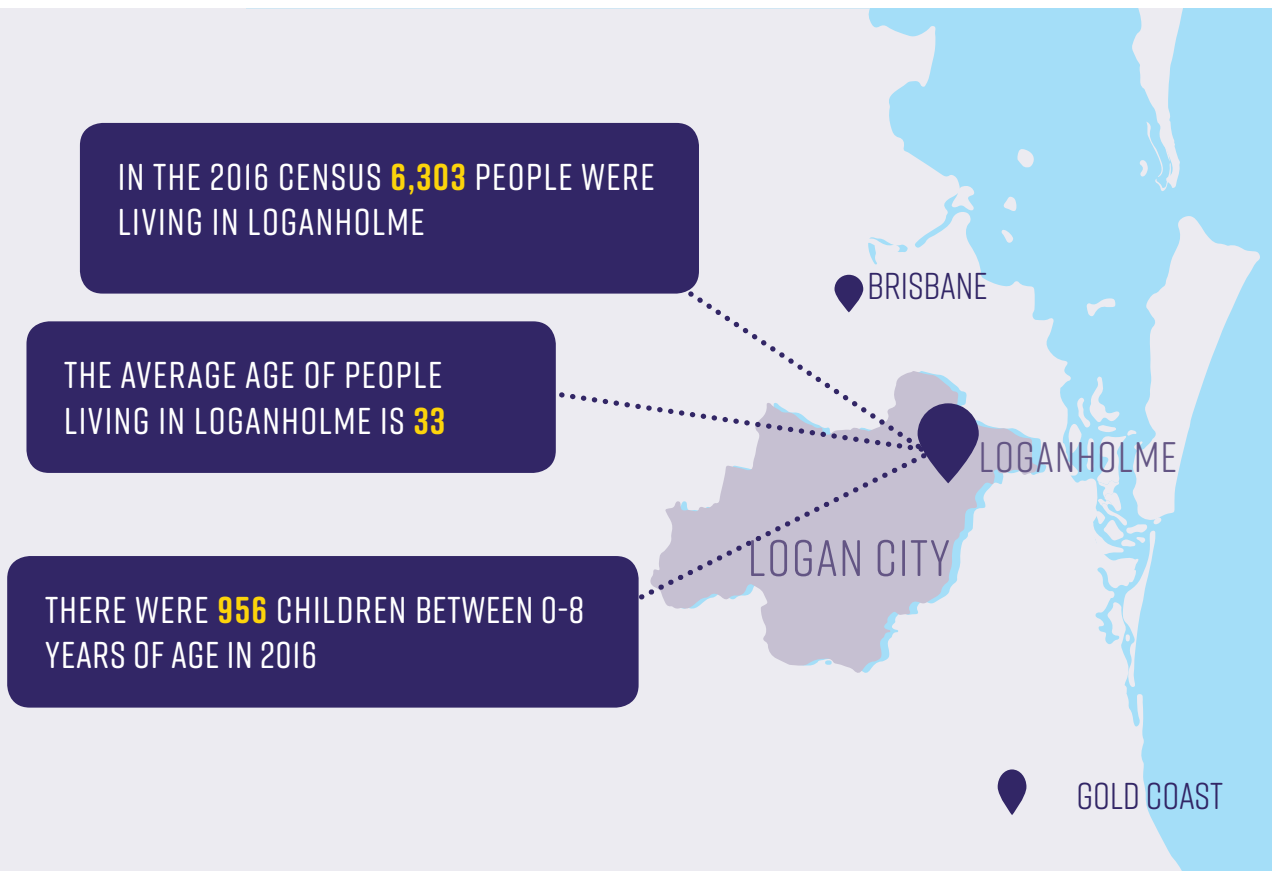 IN THE 2016 CENSUS 6,303 PEOPLE WERE
LIVING IN LOGANHOLME
BRISBANE
THE AVERAGE AGE OF PEOPLE
LIVING IN LOGANHOLME IS 33
LOGANHOLME
LOGAN CITY
THERE WERE 956 CHILDREN BETWEEN 0-8
YEARS OF AGE IN 2016
GOLD COAST